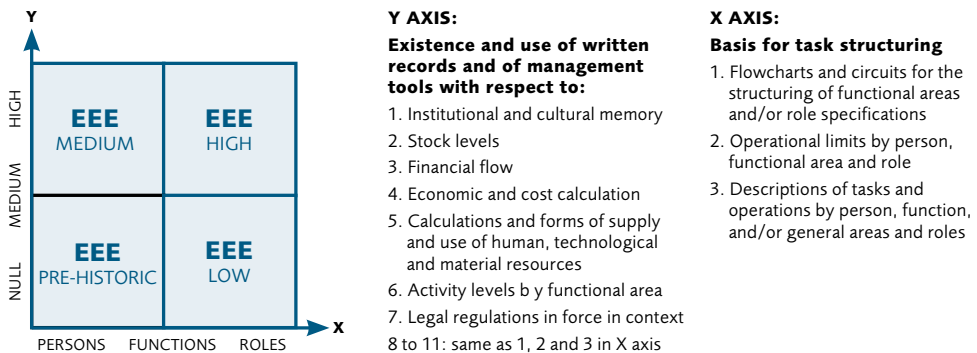 Y
HIGH
MEDIUM
NULL
EEE
MEDIUM
EEE
HIGH
EEE
PRE-HISTORIC
EEE
LOW
X
PERSONS FUNCTIONS ROLES
Y AXIS:
Existence and use of written
records and of management
tools with respect to:
1. Institutional and cultural memory
2. Stock levels
3. Financial flow
4. Economic and cost calculation
5. Calculations and forms of supply
and use of human, technological
and material resources
6. Activity levels b y functional area
7. Legal regulations in force in context
8 to 11: same as 1, 2 and 3 in X axis
X AXIS:
Basis for task structuring
1. Flowcharts and circuits for the
structuring of functional areas
and/or role specifications
2. Operational limits by person,
functional area and role
3. Descriptions of tasks and
operations by person, function,
and/or general areas and roles